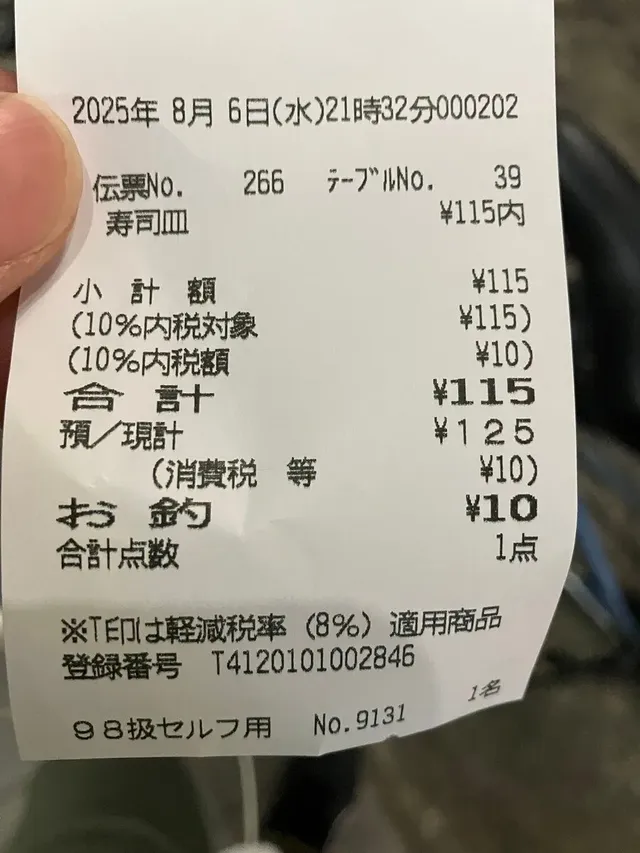 2025年 8月 6日(水)21時32分000202
伝票No. 266 テーブルNo. 39
寿司皿 ¥115内
小 計 額 ¥115
(10%内税対象 ¥115)
(10%内税額 ¥10)
合 計 ¥115
預/現計 ¥125
(消費税 等 ¥10)
お 釣 ¥10
合計点数 1点
※T印は軽減税率(8%)適用商品
登録番号 T4120101002846
1名
98扱セルフ用 No.9131